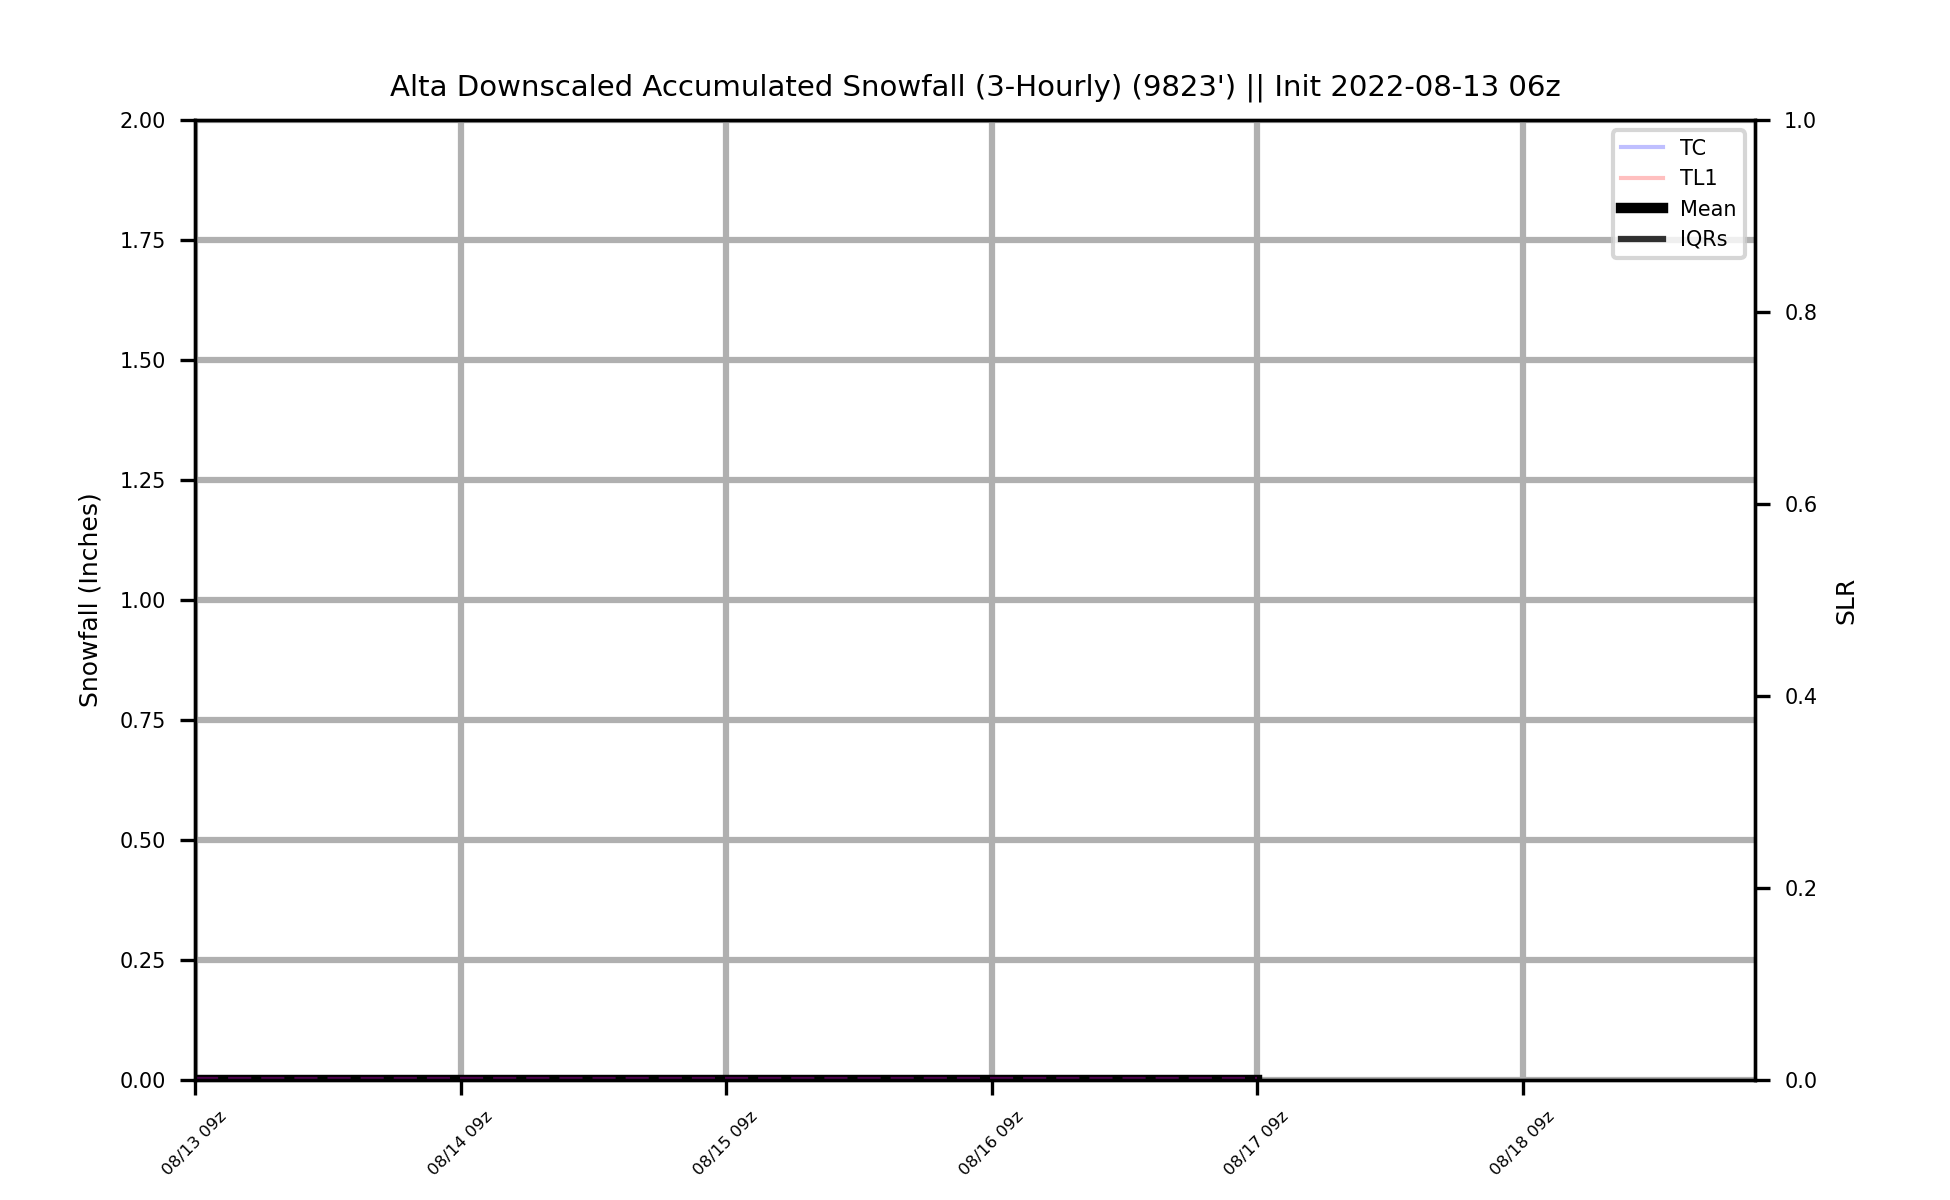 Alta Downscaled Accumulated Snowfall (3-Hourly) (9823') || Init 2022-08-13 06z
2.00
1.75
1.50
1.25
1.00
0.75
0.50
0.25
0.00
Snowfall (Inches)
TC
TL1
Mean
IQRs
1.0
0.8
0.6
0.4
0.2
0.0
SLR
08/13 09z
08/14 09z
08/15 09z
08/16 09z
08/17 09z
08/18 09z